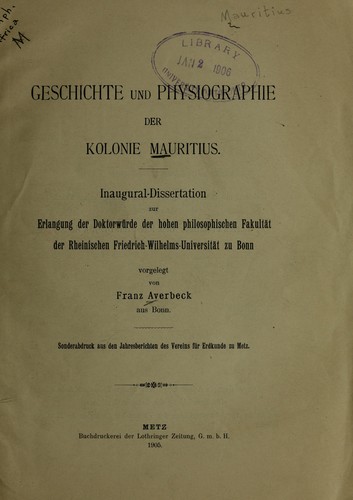 Mauritius
LIBRARY
JAN 2 1906
GESCHICHTE UND PHYSIOGRAPHIE
DER
KOLONIE MAURITIUS.
Inaugural-Dissertation
zur
Erlangung der Doktorwürde der hohen philosophischen Fakultät
der Rheinischen Friedrich-Wilhelms-Universität zu Bonn
vorgelegt
von
Franz Averbeck
aus Bonn.
Sonderabdruck aus den Jahresberichten des Vereins für Erdkunde zu Metz.
METZ
Buchdruckerei der Lothringer Zeitung, G. m. b. H.
1905.